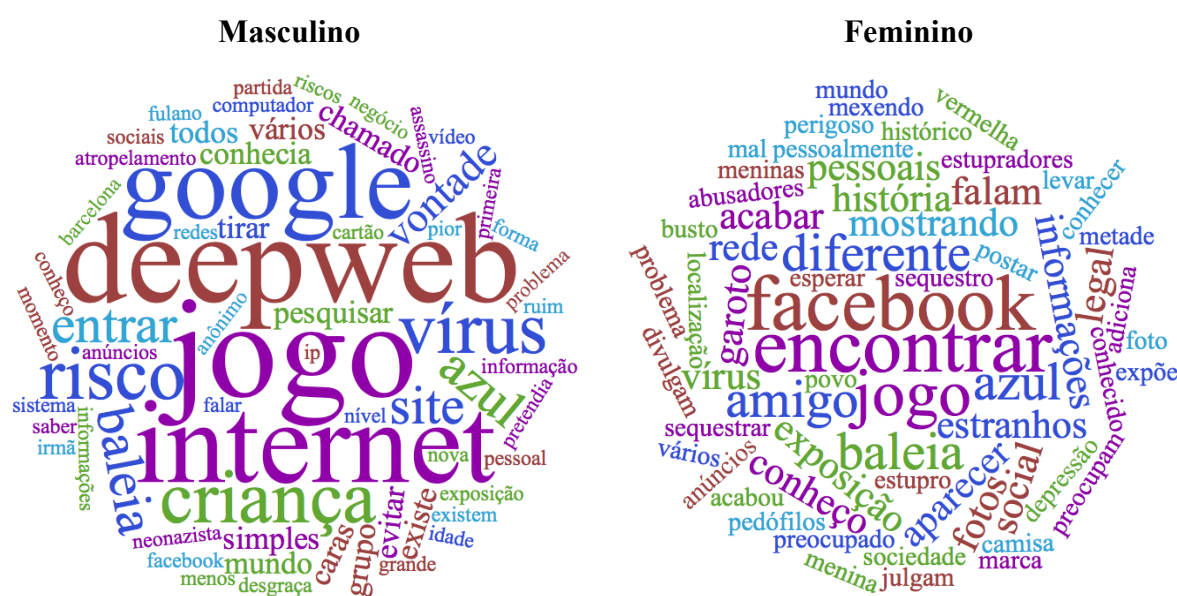 Masculino
partida
riscos
negócio
computador
fulano
chamado
assassino
sociais
todos
vários
vídeo
atropelamento
conhecia
google
vontade
primeira
barcelona
redes
tirar
cartão
pior
forma
deepweb
conheço
momento
entrar
anônimo
pesquisar
vírus
problema
ruim
anúncios
jogo
ip
risco
azul
informação
sistema
falar
nível
site
pretendia
saber
informações
irmã
baleia
internet
nova
pessoal
criança
exposição
existem
neonazista
simples
caras
grupo
evitar
existe
idade
facebook
mundo
grande
menos
desgraça
Feminino
mundo
mexendo
vermelha
perigoso
histórico
mal
pessoalmente
meninas
pessoais
estupradores
abusadores
história
falam
levar
conhecer
busto
acabar
mostrando
rede
diferente
informações
metade
problema
localização
garoto
esperar
sequestro
postar
legal
adiciona
facebook
conhecido
foto
divulgam
encontrar
expõe
vírus
povo
azul
amigo
jogo
sequestrar
estranhos
vários
exposição
baleia
anúncios
conheço
estupro
aparecer
fotos
social
depressão
preocupam
acabou
pedófilos
preocupado
sociedade
camisa
menina
julgam
marca